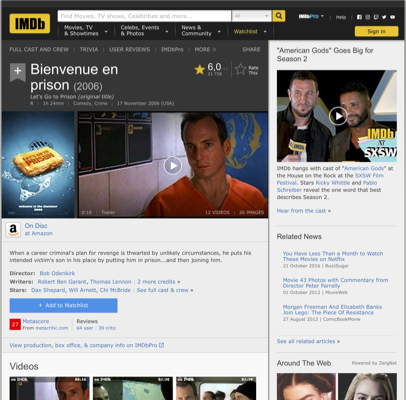 IMDb
Find Movies, TV shows, Celebrities and more...
All
IMDbPro
Help
Movies, TV
& Showtimes
Celebs, Events
& Photos
News &
Community
Watchlist
Sign in
FULL CAST AND CREW | TRIVIA | USER REVIEWS | IMDbPro | MORE
SHARE
Bienvenue en
prison (2006)
Let's Go to Prison (original title)
R | 1h 24min | Comedy, Crime | 17 November 2006 (USA)
6,0
Rate
This
3:16 | Trailer
12 VIDEOS | 26 IMAGES
On Disc
at Amazon
When a career criminal's plan for revenge is thwarted by unlikely circumstances, he puts his
intended victim's son in his place by putting him in prison...and then joining him.
Director: Bob Odenkirk
Writers: Robert Ben Garant, Thomas Lennon | 2 more credits »
Stars: Dax Shepard, Will Arnett, Chi McBride | See full cast & crew »
+ Add to Watchlist
27
Metascore
From metacritic.com
Reviews
64 user | 39 critic
View production, box office, & company info on IMDbPro
Videos
"American Gods" Goes Big for
Season 2
IMDb
at
SXSW
IMDb hangs with cast of "American Gods" at
the House on the Rock at the SXSW Film
Festival. Stars Ricky Whittle and Pablo
Schreiber reveal the one word that best
describes Season 2.
Hear from the cast »
Related News
You Have Less Than a Month to Watch
These Movies on Netflix
21 October 2016 | BuzzSugar
Movie 43 Photos with Commentary from
Director Peter Farrelly
01 October 2012 | MovieWeb
Morgan Freeman And Elizabeth Banks
Join Lego: The Piece Of Resistance
27 August 2012 | ComicBookMovie
See all related articles »
Around The Web
Powered by ZergNet